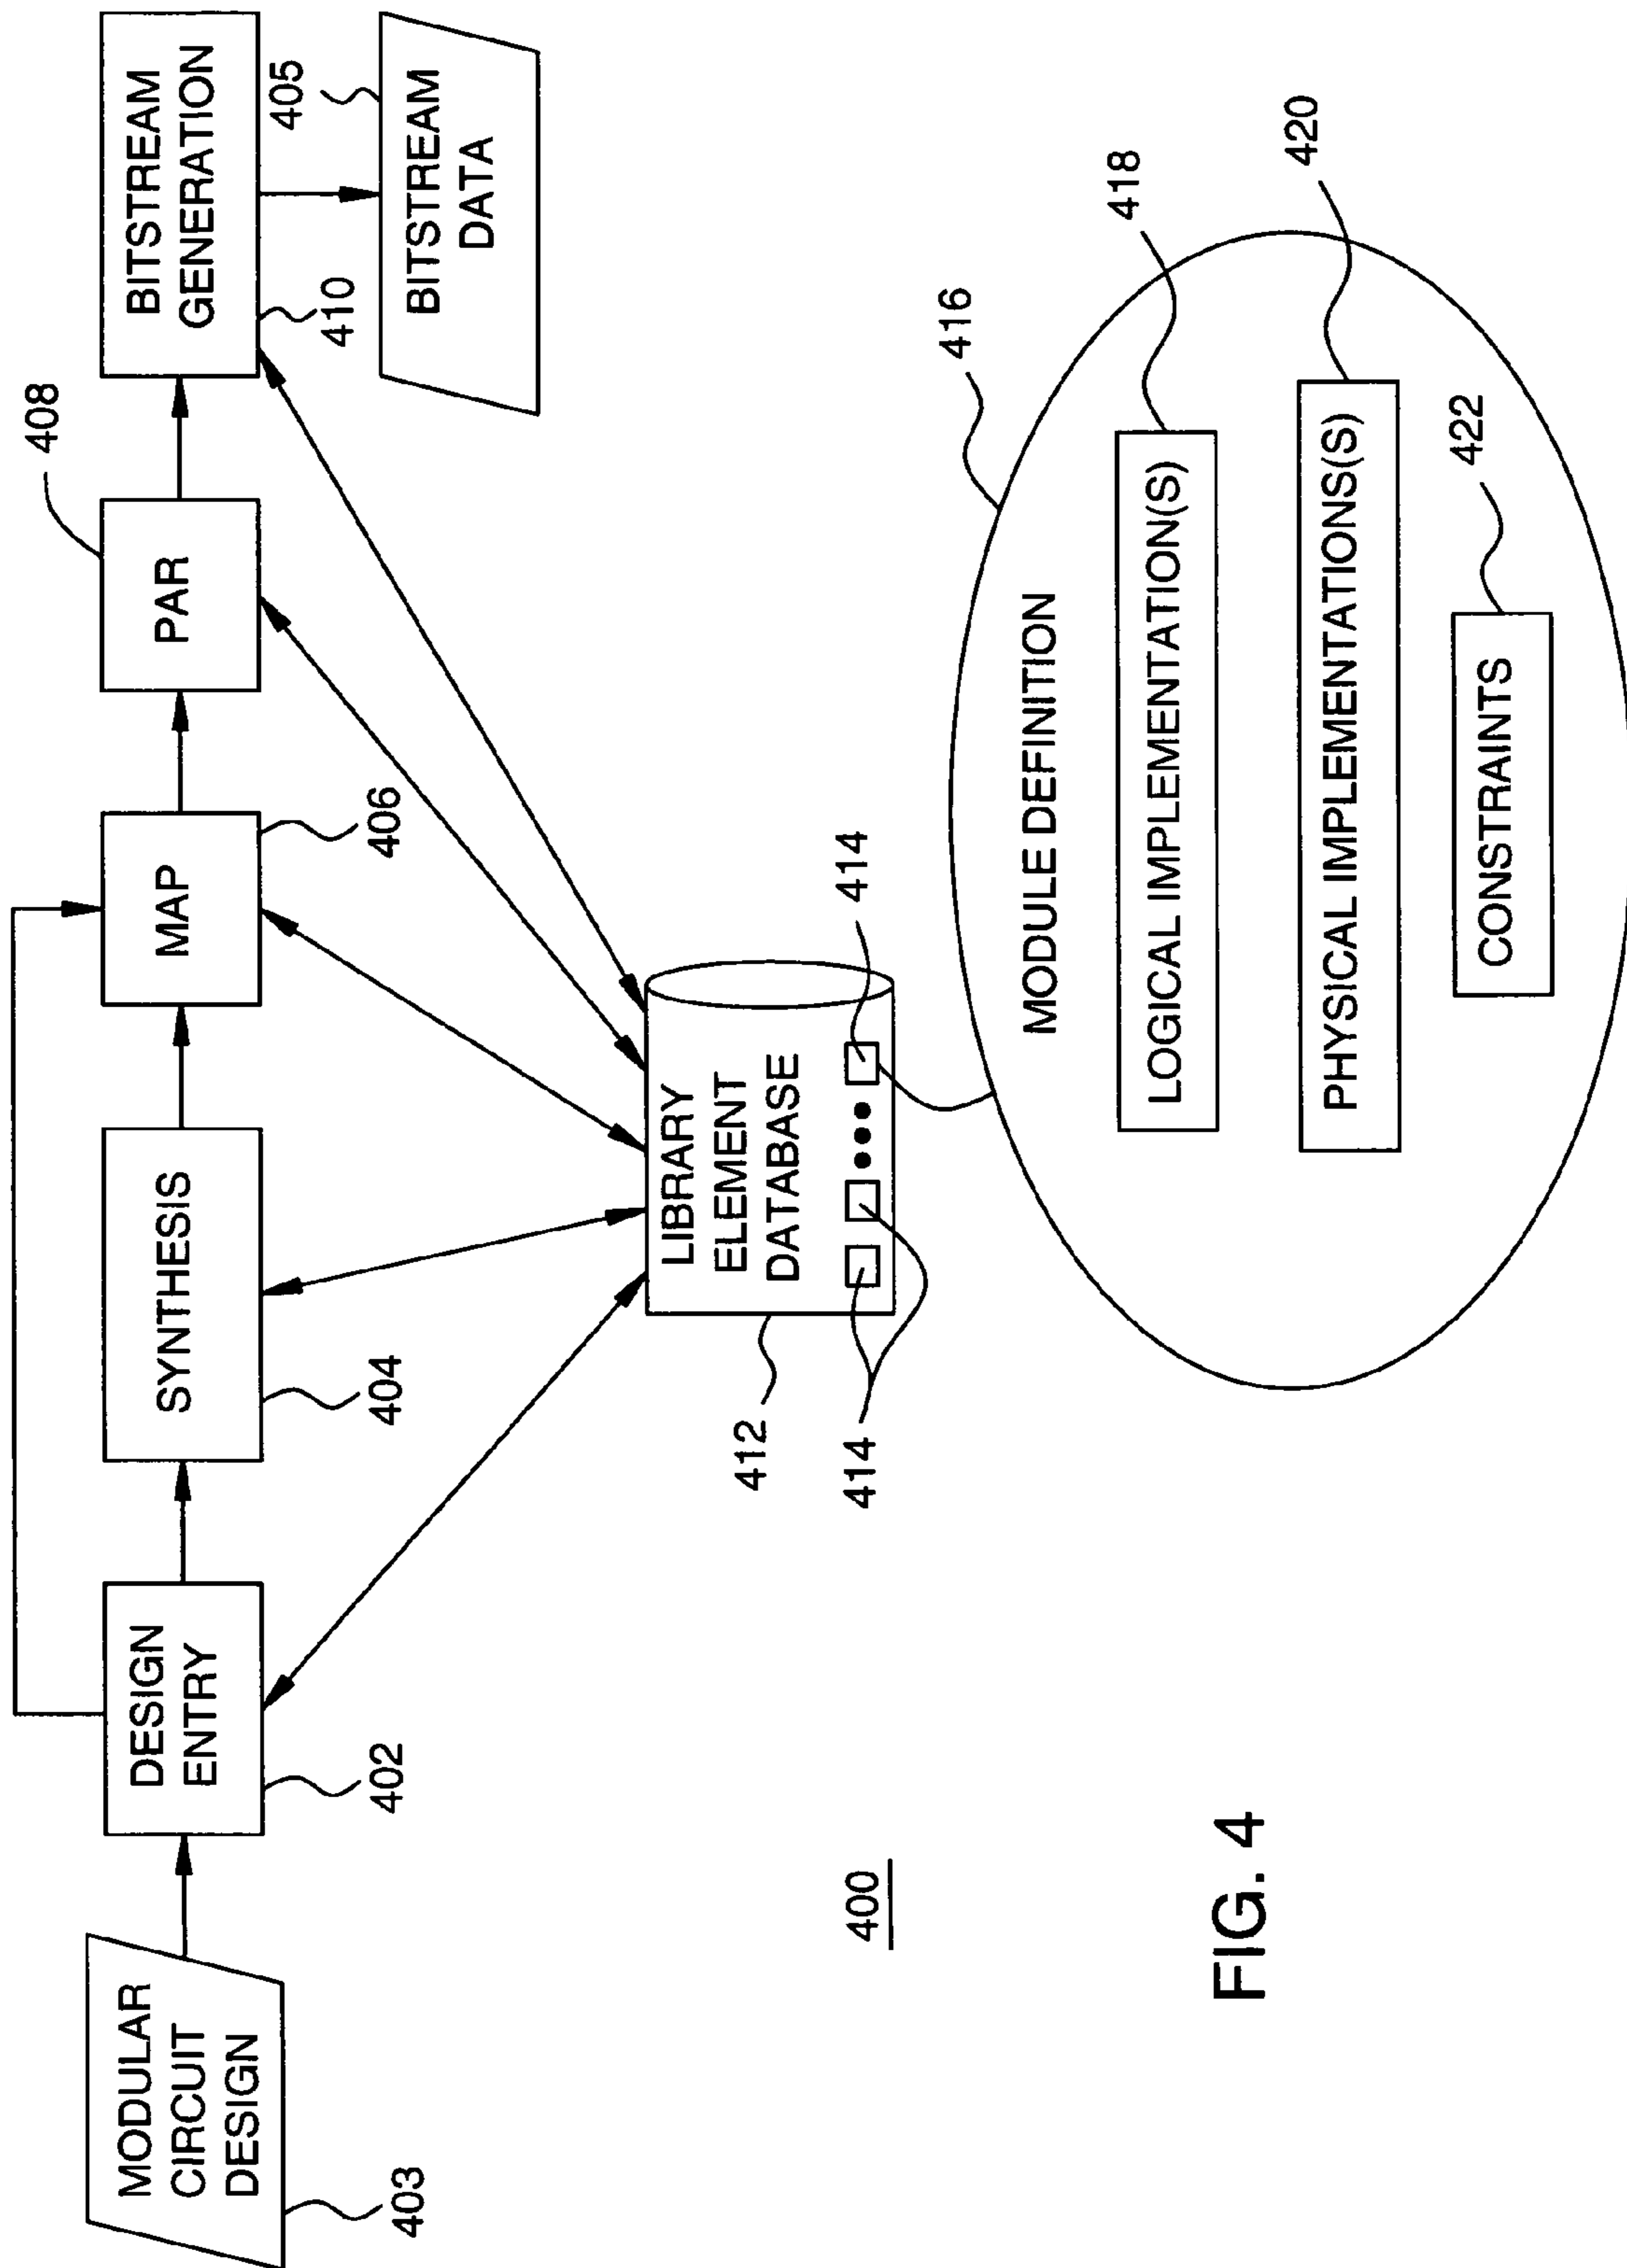 MODULAR
CIRCUIT
DESIGN
403
DESIGN
ENTRY
402
SYNTHESIS
404
MAP
406
PAR
408
BITSTREAM
GENERATION
410
BITSTREAM
DATA
405
LIBRARY
ELEMENT
DATABASE
412
414
414
MODULE DEFINITION
416
LOGICAL IMPLEMENTATION(S)
418
PHYSICAL IMPLEMENTATIONS(S)
420
CONSTRAINTS
422
400
FIG. 4